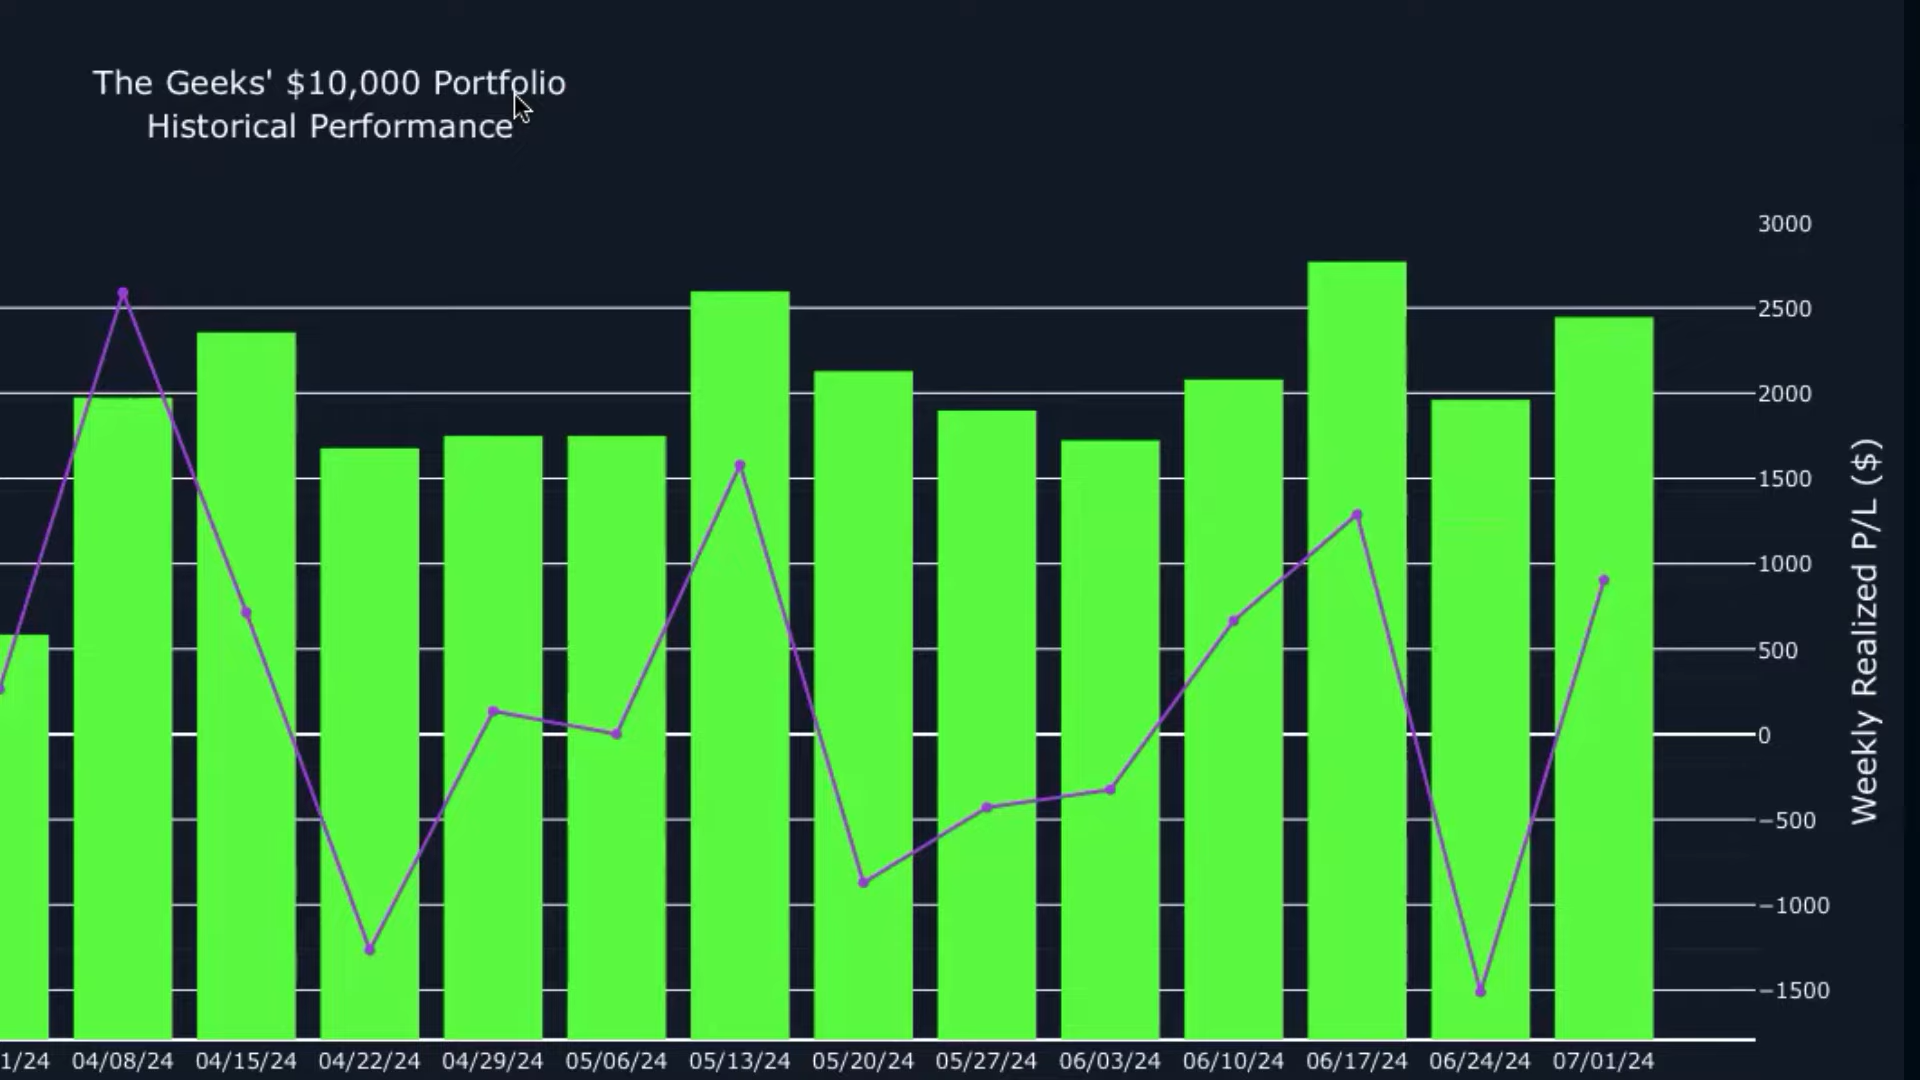 The Geeks' $10,000 Portfolio
Historical Performance
3000
2500
2000
1500
1000
500
0
−500
−1000
−1500
Weekly Realized P/L ($)
1/24 04/08/24 04/15/24 04/22/24 04/29/24 05/06/24 05/13/24 05/20/24 05/27/24 06/03/24 06/10/24 06/17/24 06/24/24 07/01/24